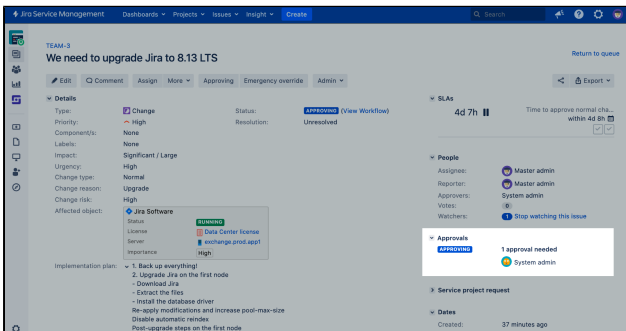 Jira Service Management Dashboards Projects Issues Insight Create Search
TEAM-3
We need to upgrade Jira to 8.13 LTS
Return to queue
Edit Comment Assign More Approving Emergency override Admin Export
Details
Type: Change Status: APPROVING (View Workflow)
Priority: High Resolution: Unresolved
Component/s: None
Labels: None
Impact: Significant / Large
Urgency: High
Change type: Normal
Change reason: Upgrade
Change risk: High
Affected object: Jira Software
Status RUNNING
License Data Center license
Server exchange.prod.app1
Importance High
Implementation plan: 1. Back up everything!
2. Upgrade Jira on the first node
- Download Jira
- Extract the files
- Install the database driver
Re-apply modifications and increase pool-max-size
Disable automatic reindex
Post-upgrade steps on the first node
SLAs
4d 7h Time to approve normal cha...
within 4d 8h
People
Assignee: Master admin
Reporter: Master admin
Approvers: System admin
Votes: 0
Watchers: 1 Stop watching this issue
Approvals
APPROVING 1 approval needed
System admin
Service project request
Dates
Created: 37 minutes ago